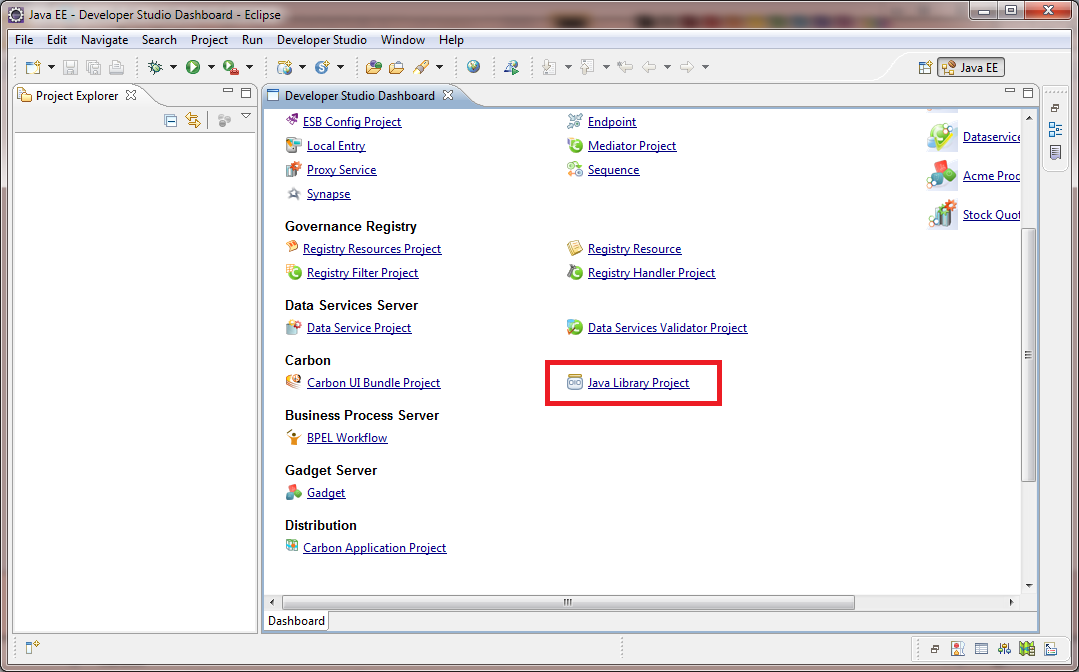 Java EE - Developer Studio Dashboard - Eclipse
File Edit Navigate Search Project Run Developer Studio Window Help
Java EE
Project Explorer
Developer Studio Dashboard
ESB Config Project
Endpoint
Local Entry
Mediator Project
Proxy Service
Sequence
Synapse
Dataservice
Acme Prod
Stock Quot
Governance Registry
Registry Resources Project
Registry Resource
Registry Filter Project
Registry Handler Project
Data Services Server
Data Service Project
Data Services Validator Project
Carbon
Carbon UI Bundle Project
Java Library Project
Business Process Server
BPEL Workflow
Gadget Server
Gadget
Distribution
Carbon Application Project
Dashboard